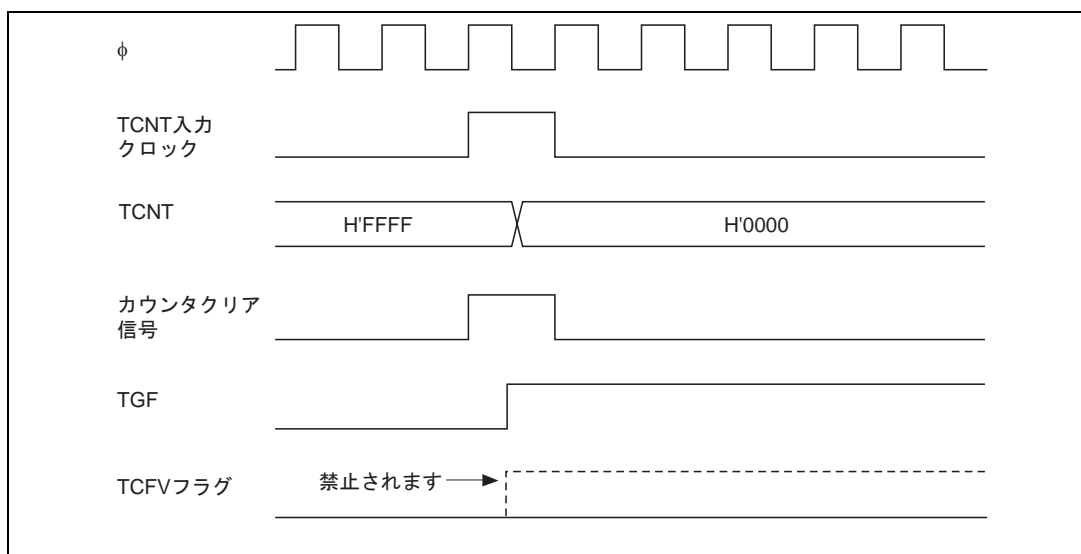 φ
TCNT入力
クロック
TCNT
H'FFFF
H'0000
カウンタクリア
信号
TGF
TCFVフラグ
禁止されます